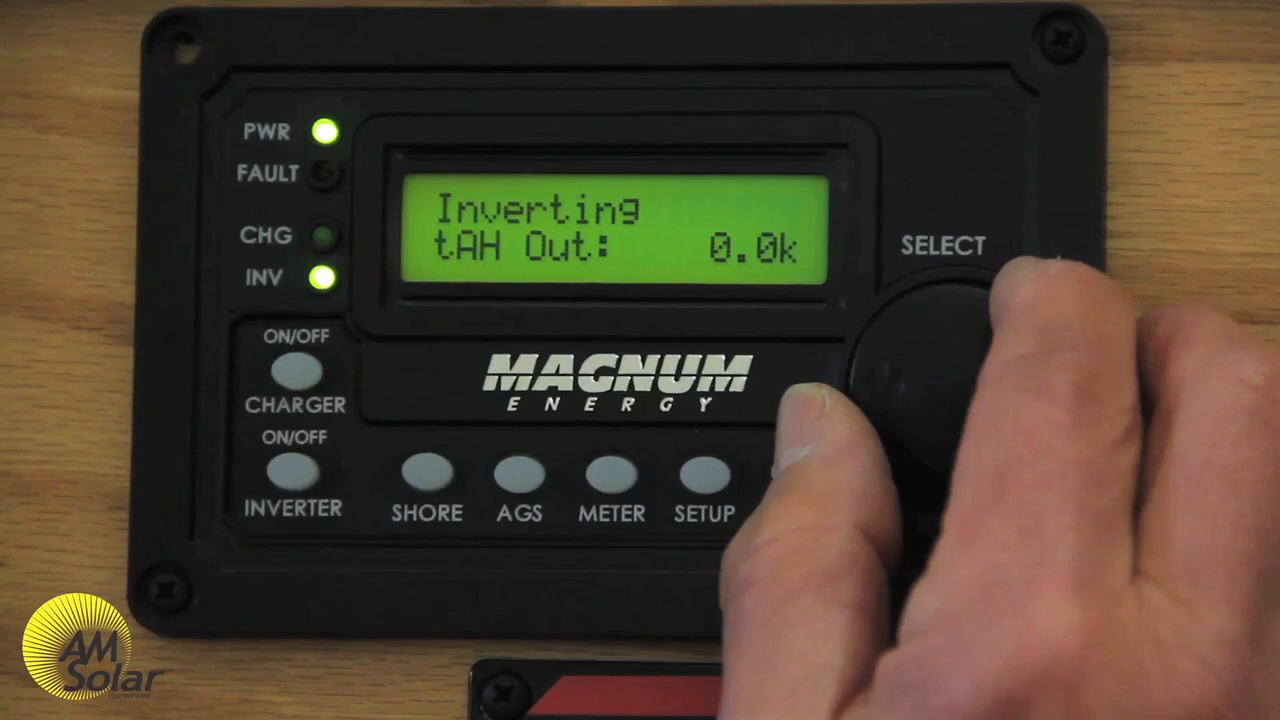 PWR
FAULT
CHG
INV
Inverting
tAH Out: 0.0k
SELECT
ON/OFF
CHARGER
ON/OFF
INVERTER
MAGNUM
ENERGY
SHORE
AGS
METER
SETUP
AM
Solar